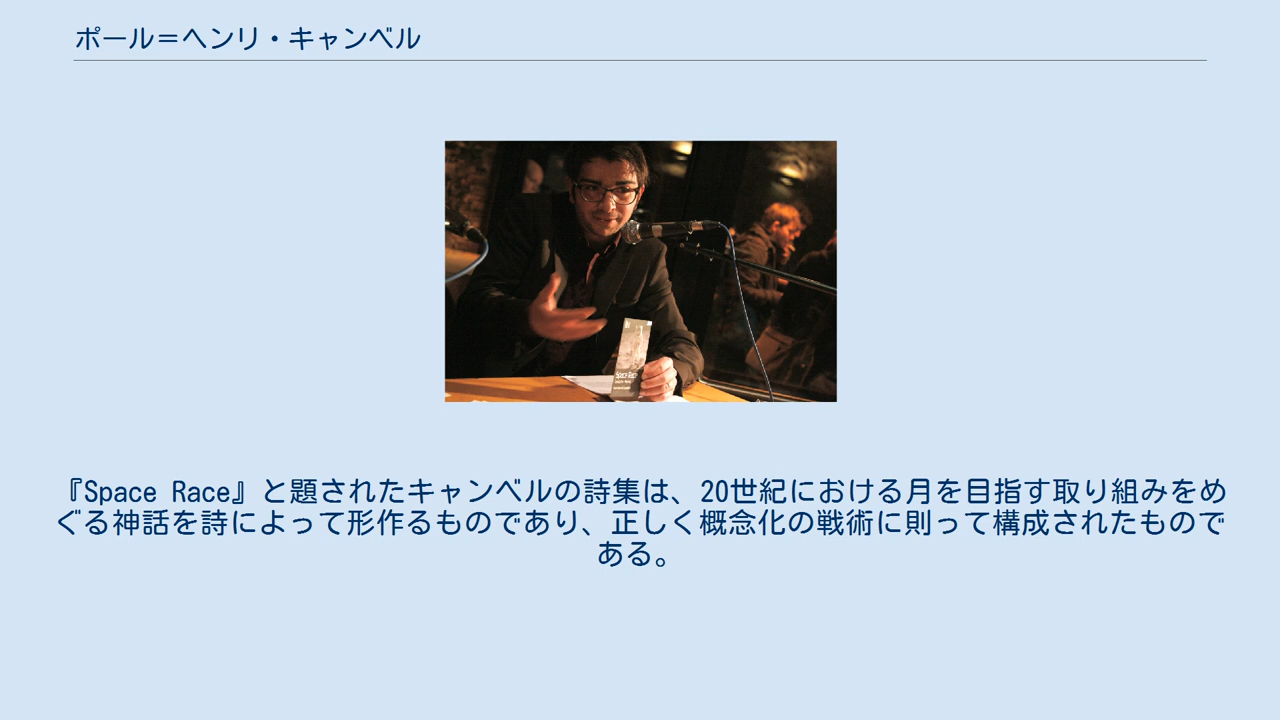 ポール＝ヘンリ・キャンベル
Space Race
『Space Race』と題されたキャンベルの詩集は、20世紀における月を目指す取り組みをめ
ぐる神話を詩によって形作るものであり、正しく概念化の戦術に則って構成されたもので
ある。